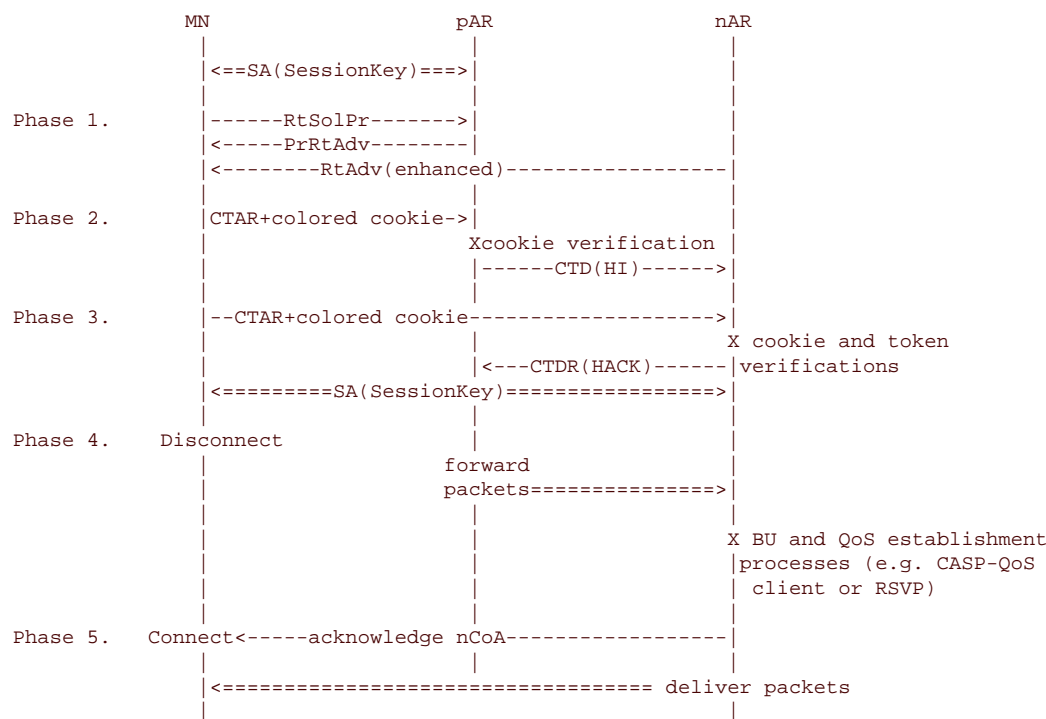 MN pAR nAR
| | |
|<==SA(SessionKey)===>| |
| | |
Phase 1. |------RtSolPr------->| |
|<-----PrRtAdv--------| |
|<--------RtAdv(enhanced)------------------|
| | |
Phase 2. |CTAR+colored cookie->| |
| Xcookie verification |
| |------CTD(HI)------>|
| | |
Phase 3. |--CTAR+colored cookie-------------------->|
| | X cookie and token
| |<---CTDR(HACK)------|verifications
|<=========SA(SessionKey)=================>|
| | |
Phase 4. Disconnect | |
| forward |
| packets===============>|
| | |
| | X BU and QoS establishment
| | |processes (e.g. CASP-QoS
| | | client or RSVP)
| | |
Phase 5. Connect<-----acknowledge nCoA------------------|
| | |
|<=================================== deliver packets
| |